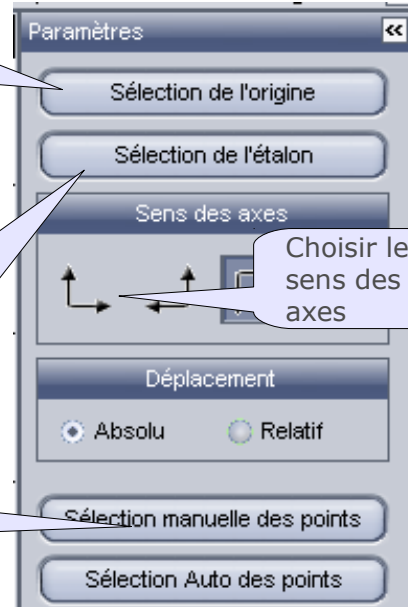 Paramètres
Sélection de l'origine
Sélection de l'étalon
Sens des axes
Choisir le
sens des
axes
Déplacement
Absolu
Relatif
Sélection manuelle des points
Sélection Auto des points